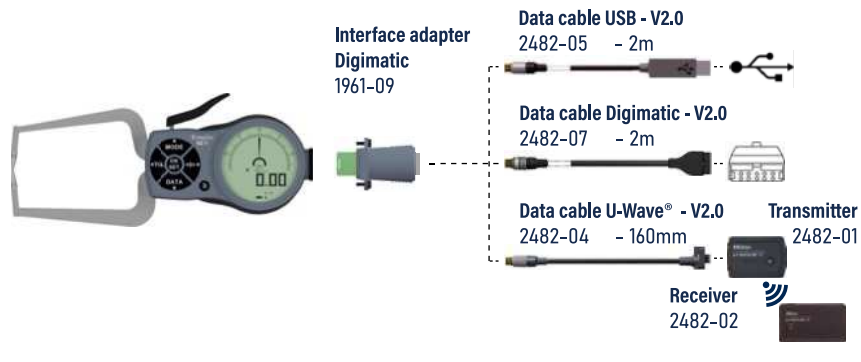 Interface adapter
Digimatic
1961-09
Data cable USB - V2.0
2482-05 - 2m
Data cable Digimatic - V2.0
2482-07 - 2m
Data cable U-Wave® - V2.0
2482-04 - 160mm
Transmitter
2482-01
Receiver
2482-02
MODE
SET
DATA
0.00